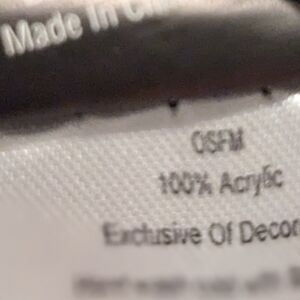 Made In
OSFM
100% Acrylic
Exclusive Of Decor